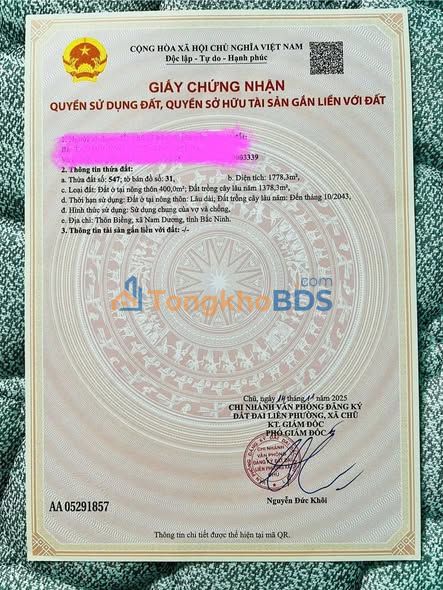 CỘNG HÒA XÃ HỘI CHỦ NGHĨA VIỆT NAM
Độc lập - Tự do - Hạnh phúc
GIẤY CHỨNG NHẬN
QUYỀN SỬ DỤNG ĐẤT, QUYỀN SỞ HỮU TÀI SẢN GẮN LIỀN VỚI ĐẤT
2. Thông tin thửa đất:
a. Thửa đất số: 547; tờ bản đồ số: 31, b. Diện tích: 1778,3m²,
c. Loại đất: Đất ở tại nông thôn 400,0m²; Đất trồng cây lâu năm 1378,3m²,
d. Thời hạn sử dụng: Đất ở tại nông thôn: Lâu dài; Đất trồng cây lâu năm: Đến tháng 10/2043,
đ. Hình thức sử dụng: Sử dụng chung của vợ và chồng,
e. Địa chỉ: Thôn Biềng, xã Nam Dương, tỉnh Bắc Ninh.
3. Thông tin tài sản gắn liền với đất: -/-
TổngkhoBDS.com
Chũ, ngày tháng năm 2025
CHI NHÁNH VĂN PHÒNG ĐĂNG KÝ
ĐẤT ĐAI LIÊN PHƯỜNG, XÃ CHŨ
KT. GIÁM ĐỐC
PHÓ GIÁM ĐỐC
CHI NHÁNH
VĂN PHÒNG
Nguyễn Đức Khôi
AA 05291857
Thông tin chi tiết được thể hiện tại mã QR.